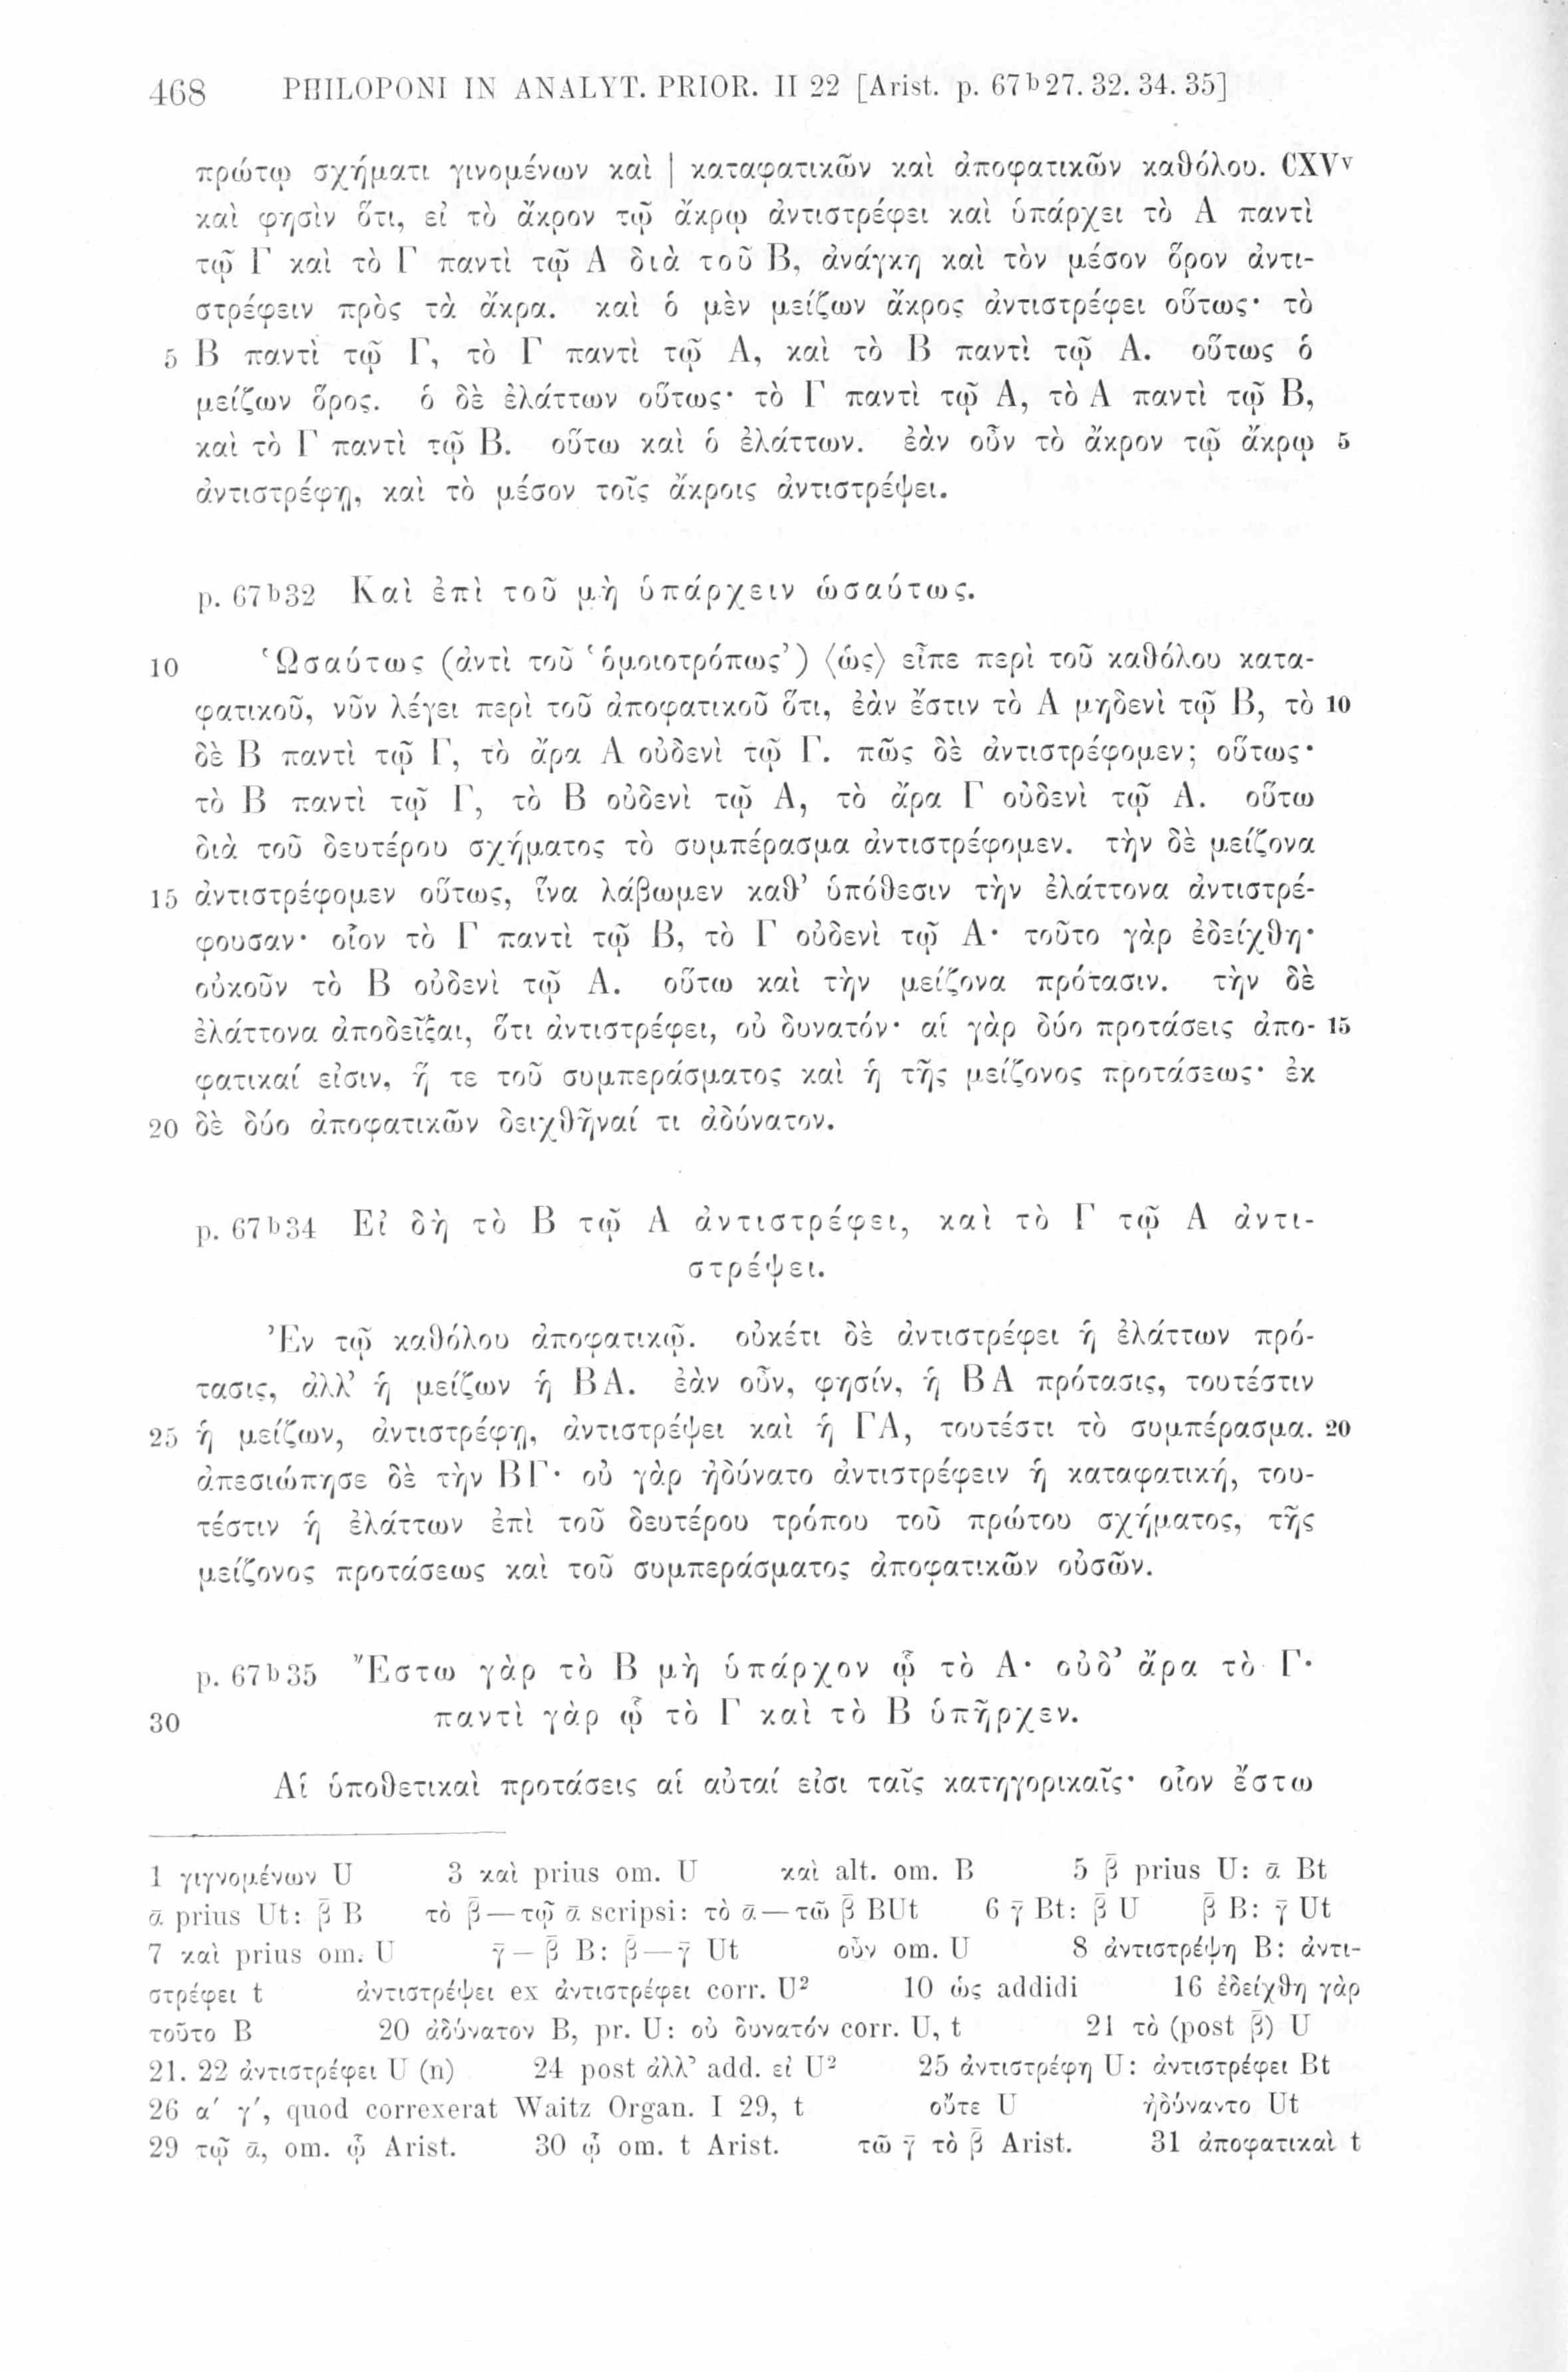 468 PHILOPONI IN ANALYT. PRIOR. II 22 [Arist. p. 67ᵇ27. 32. 34. 35]
πρώτῳ σχήματι γινομένων καὶ | καταφατικῶν καὶ ἀποφατικῶν καθόλου. CXVᵛ
καὶ φησὶν ὅτι, εἰ τὸ ἄκρον τῷ ἄκρῳ ἀντιστρέφει καὶ ὑπάρχει τὸ Α παντὶ
τῷ Γ καὶ τὸ Γ παντὶ τῷ Α διὰ τοῦ Β, ἀνάγκη καὶ τὸν μέσον ὅρον ἀντι-
στρέφειν πρὸς τὰ ἄκρα. καὶ ὁ μὲν μείζων ἄκρος ἀντιστρέφει οὕτως· τὸ
5 Β παντὶ τῷ Γ, τὸ Γ παντὶ τῷ Α, καὶ τὸ Β παντὶ τῷ Α. οὕτως ὁ
μείζων ὅρος. ὁ δὲ ἐλάττων οὕτως· τὸ Γ παντὶ τῷ Α, τὸ Α παντὶ τῷ Β,
καὶ τὸ Γ παντὶ τῷ Β. οὕτω καὶ ὁ ἐλάττων. ἐὰν οὖν τὸ ἄκρον τῷ ἄκρῳ 5
ἀντιστρέφῃ, καὶ τὸ μέσον τοῖς ἄκροις ἀντιστρέψει.
p. 67ᵇ32 Καὶ ἐπὶ τοῦ μὴ ὑπάρχειν ὡσαύτως.
10 Ὡσαύτως (ἀντὶ τοῦ ‘ὁμοιοτρόπως’) ⟨ὡς⟩ εἶπε περὶ τοῦ καθόλου κατα-
φατικοῦ, νῦν λέγει περὶ τοῦ ἀποφατικοῦ ὅτι, ἐὰν ἔστιν τὸ Α μηδενὶ τῷ Β, τὸ 10
δὲ Β παντὶ τῷ Γ, τὸ ἄρα Α οὐδενὶ τῷ Γ. πῶς δὲ ἀντιστρέφομεν; οὕτως·
τὸ Β παντὶ τῷ Γ, τὸ Β οὐδενὶ τῷ Α, τὸ ἄρα Γ οὐδενὶ τῷ Α. οὕτω
διὰ τοῦ δευτέρου σχήματος τὸ συμπέρασμα ἀντιστρέφομεν. τὴν δὲ μείζονα
15 ἀντιστρέφομεν οὕτως, ἵνα λάβωμεν καθ’ ὑπόθεσιν τὴν ἐλάττονα ἀντιστρέ-
φουσαν· οἷον τὸ Γ παντὶ τῷ Β, τὸ Γ οὐδενὶ τῷ Α· τοῦτο γὰρ ἐδείχθη·
οὐκοῦν τὸ Β οὐδενὶ τῷ Α. οὕτω καὶ τὴν μείζονα πρότασιν. τὴν δὲ
ἐλάττονα ἀποδεῖξαι, ὅτι ἀντιστρέφει, οὐ δυνατόν· αἱ γὰρ δύο προτάσεις ἀπο- 15
φατικαί εἰσιν, ἥ τε τοῦ συμπεράσματος καὶ ἡ τῆς μείζονος προτάσεως· ἐκ
20 δὲ δύο ἀποφατικῶν δειχθῆναί τι ἀδύνατον.
p. 67ᵇ34 Εἰ δὴ τὸ Β τῷ Α ἀντιστρέφει, καὶ τὸ Γ τῷ Α ἀντι-
στρέψει.
Ἐν τῷ καθόλου ἀποφατικῷ. οὐκέτι δὲ ἀντιστρέφει ἡ ἐλάττων πρό-
τασις, ἀλλ’ ἡ μείζων ἡ ΒΑ. ἐὰν οὖν, φησίν, ἡ ΒΑ πρότασις, τουτέστιν
25 ἡ μείζων, ἀντιστρέφῃ, ἀντιστρέψει καὶ ἡ ΓΑ, τουτέστι τὸ συμπέρασμα. 20
ἀπεσιώπησε δὲ τὴν ΒΓ· οὐ γὰρ ἠδύνατο ἀντιστρέφειν ἡ καταφατική, του-
τέστιν ἡ ἐλάττων ἐπὶ τοῦ δευτέρου τρόπου τοῦ πρώτου σχήματος, τῆς
μείζονος προτάσεως καὶ τοῦ συμπεράσματος ἀποφατικῶν οὐσῶν.
p. 67ᵇ35 Ἔστω γὰρ τὸ Β μὴ ὑπάρχον ᾧ τὸ Α· οὐδ’ ἄρα τὸ Γ·
30 παντὶ γὰρ ᾧ τὸ Γ καὶ τὸ Β ὑπῆρχεν.
Αἱ ὑποθετικαὶ προτάσεις αἱ αὐταί εἰσι ταῖς κατηγορικαῖς· οἷον ἔστω
1 γιγνομένων U 3 καὶ prius om. U καὶ alt. om. B 5 β̄ prius U: ᾱ Bt
ᾱ prius Ut: β̄ B τὸ β̄—τῷ ᾱ scripsi: τὸ ᾱ—τῶ β̄ BUt 6 γ̄ Bt: β̄ U β̄ B: γ̄ Ut
7 καὶ prius om. U γ̄—β̄ B: β̄—γ̄ Ut οὖν om. U 8 ἀντιστρέψη B: ἀντι-
στρέφει t ἀντιστρέψει ex ἀντιστρέφει corr. U² 10 ὡς addidi 16 ἐδείχθη γὰρ
τοῦτο B 20 ἀδύνατον B, pr. U: οὐ δυνατόν corr. U, t 21 τὸ (post β̄) U
21. 22 ἀντιστρέφει U (n) 24 post ἀλλ’ add. εἰ U² 25 ἀντιστρέφη U: ἀντιστρέφει Bt
26 α′ γ′, quod correxerat Waitz Organ. I 29, t οὔτε U ἠδύναντο Ut
29 τῷ ᾱ, om. ᾧ Arist. 30 ᾧ om. t Arist. τῶ γ̄ τὸ β̄ Arist. 31 ἀποφατικαὶ t